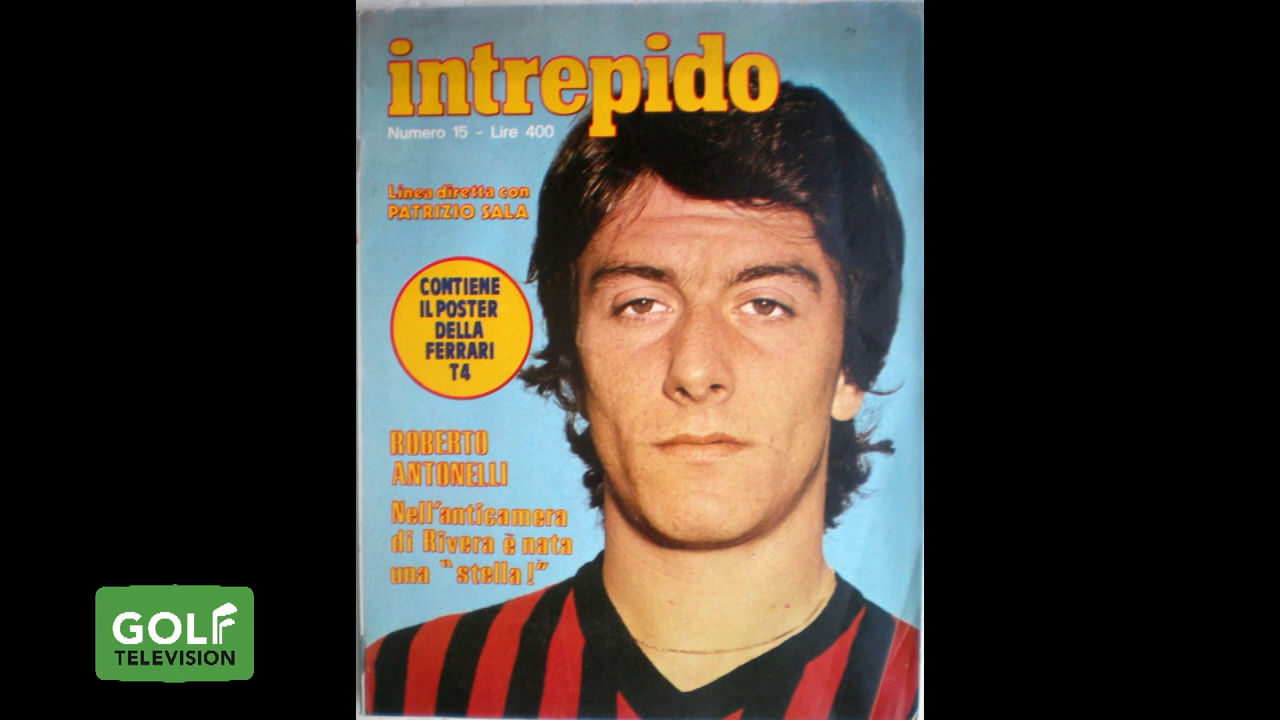 intrepido
Numero 15 - Lire 400
Linea diretta con
PATRIZIO SALA
CONTIENE
IL POSTER
DELLA
FERRARI
T4
ROBERTO
ANTONELLI
Nell'anticamera
di Rivera è nata
una "stella!"
GOLF
TELEVISION